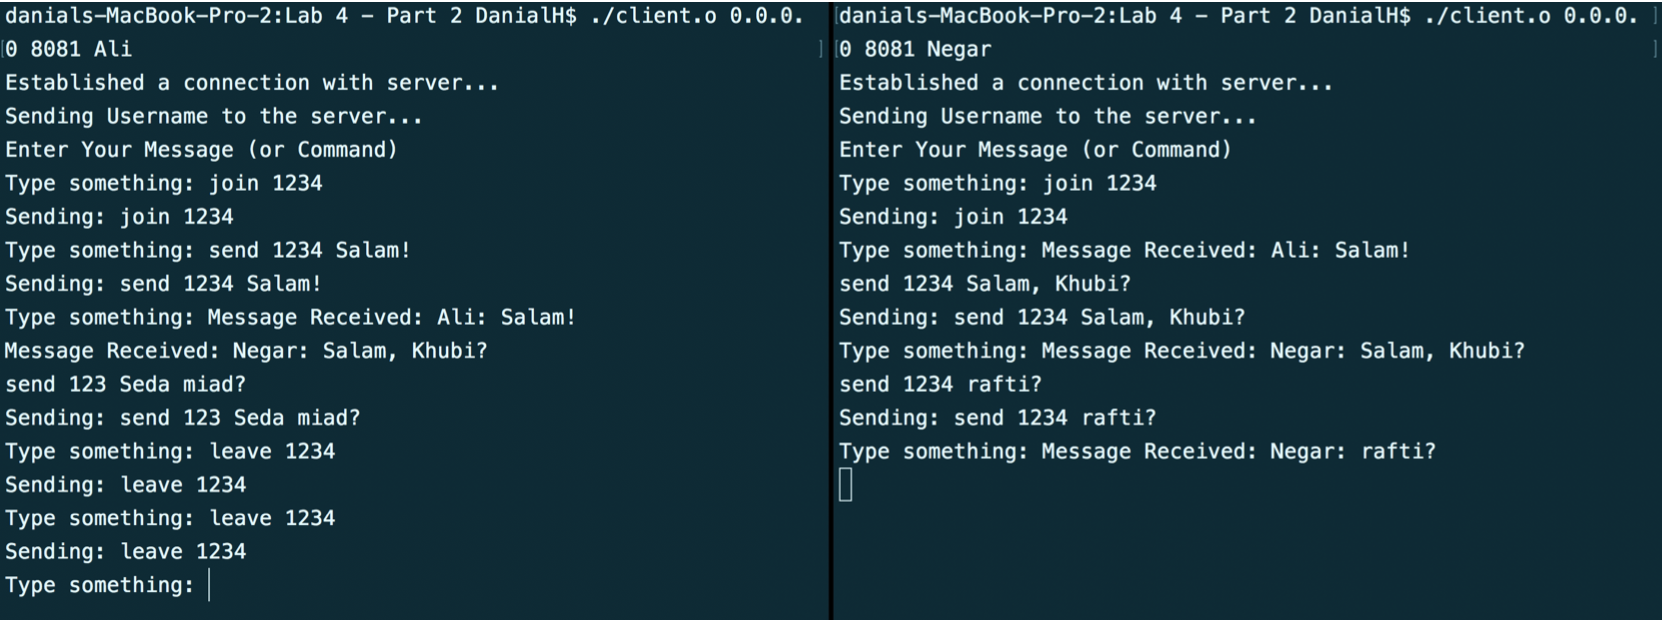 danials-MacBook-Pro-2:Lab 4 - Part 2 DanialH$ ./client.o 0.0.0.
0 8081 Ali
Established a connection with server...
Sending Username to the server...
Enter Your Message (or Command)
Type something: join 1234
Sending: join 1234
Type something: send 1234 Salam!
Sending: send 1234 Salam!
Type something: Message Received: Ali: Salam!
Message Received: Negar: Salam, Khubi?
send 123 Seda miad?
Sending: send 123 Seda miad?
Type something: leave 1234
Sending: leave 1234
Type something: leave 1234
Sending: leave 1234
Type something:
danials-MacBook-Pro-2:Lab 4 - Part 2 DanialH$ ./client.o 0.0.0.
0 8081 Negar
Established a connection with server...
Sending Username to the server...
Enter Your Message (or Command)
Type something: join 1234
Sending: join 1234
Type something: Message Received: Ali: Salam!
send 1234 Salam, Khubi?
Sending: send 1234 Salam, Khubi?
Type something: Message Received: Negar: Salam, Khubi?
send 1234 rafti?
Sending: send 1234 rafti?
Type something: Message Received: Negar: rafti?